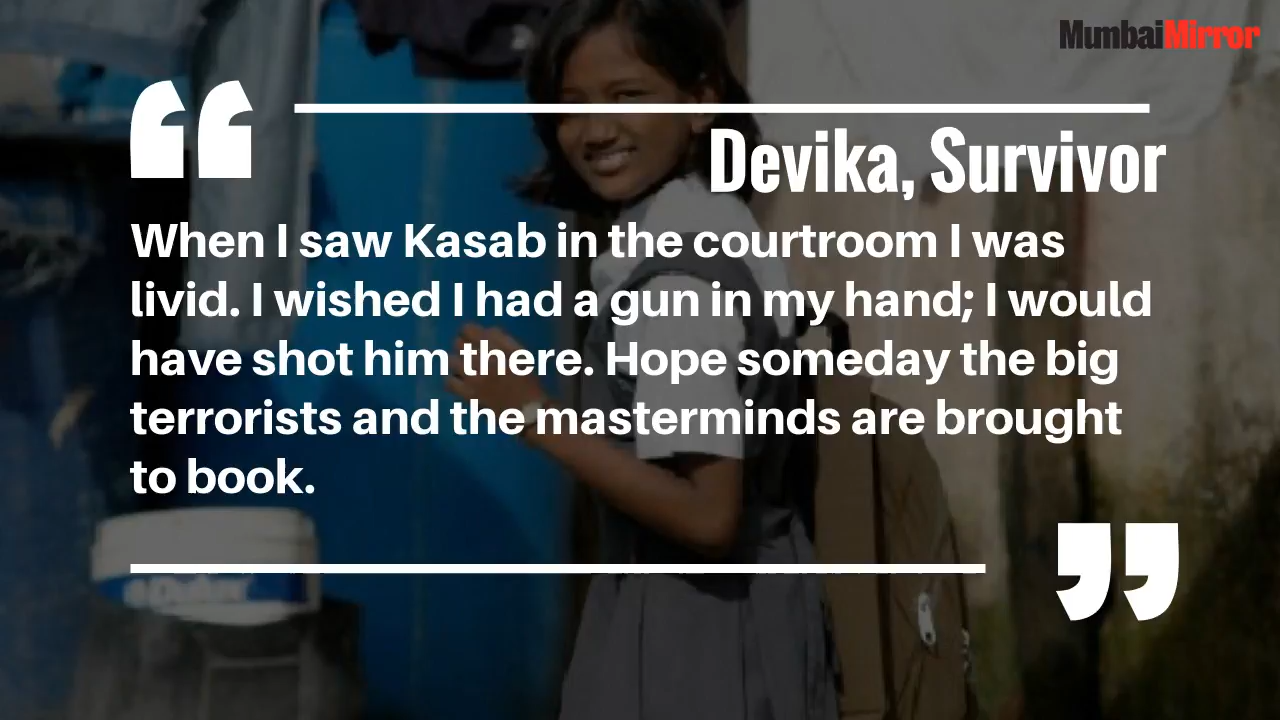 MumbaiMirror
“
Devika, Survivor
When I saw Kasab in the courtroom I was
livid. I wished I had a gun in my hand; I would
have shot him there. Hope someday the big
terrorists and the masterminds are brought
to book.
”